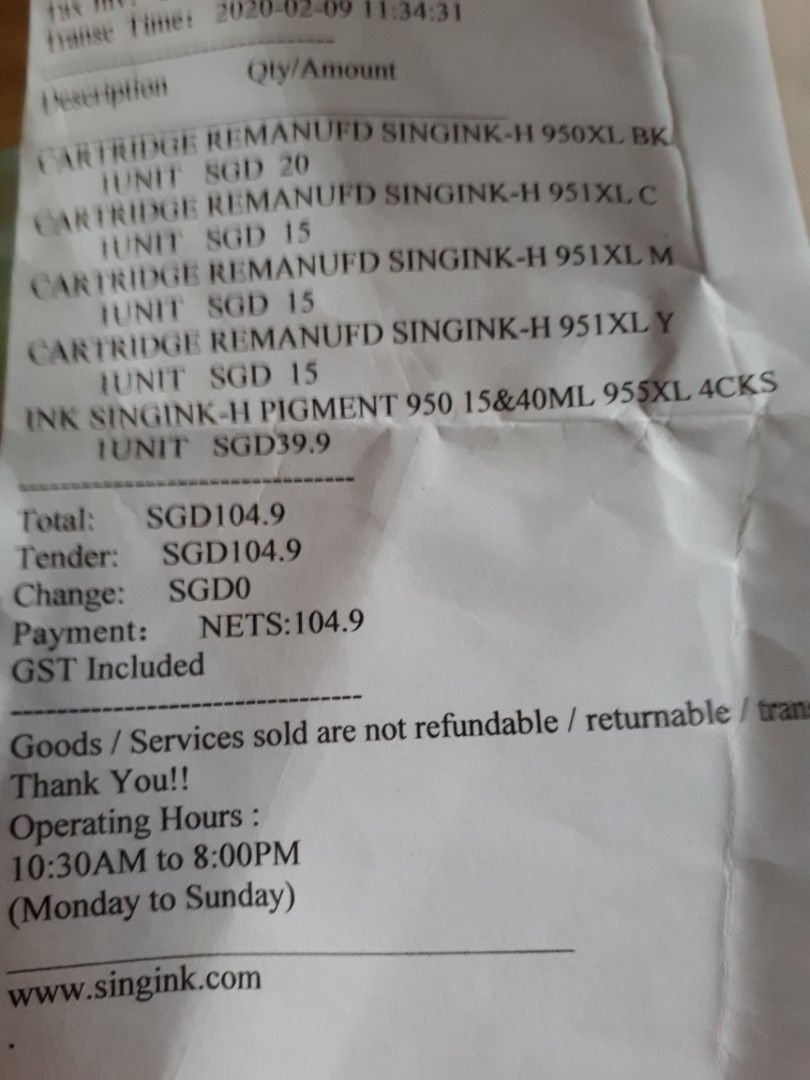 Transc Time: 2020-02-09 11:34:31
--------------------------------
Description Qty/Amount
CARTRIDGE REMANUFD SINGINK-H 950XL BK
1UNIT SGD 20
CARTRIDGE REMANUFD SINGINK-H 951XL C
1UNIT SGD 15
CARTRIDGE REMANUFD SINGINK-H 951XL M
1UNIT SGD 15
CARTRIDGE REMANUFD SINGINK-H 951XL Y
1UNIT SGD 15
INK SINGINK-H PIGMENT 950 15&40ML 955XL 4CKS
1UNIT SGD39.9
--------------------------------
Total: SGD104.9
Tender: SGD104.9
Change: SGD0
Payment: NETS:104.9
GST Included
--------------------------------
Goods / Services sold are not refundable / returnable / trans
Thank You!!
Operating Hours :
10:30AM to 8:00PM
(Monday to Sunday)
www.singink.com
.